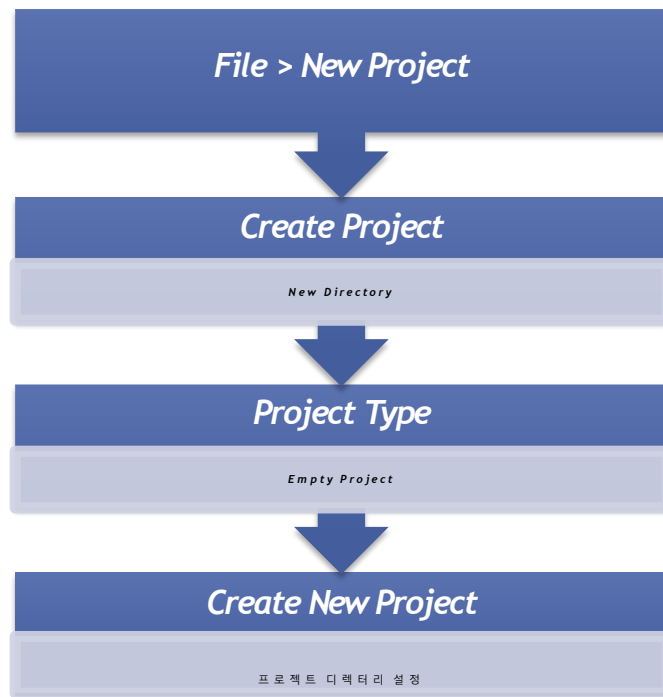 File > New Project
Create Project
New Directory
Project Type
Empty Project
Create New Project
프로젝트 디렉터리 설정